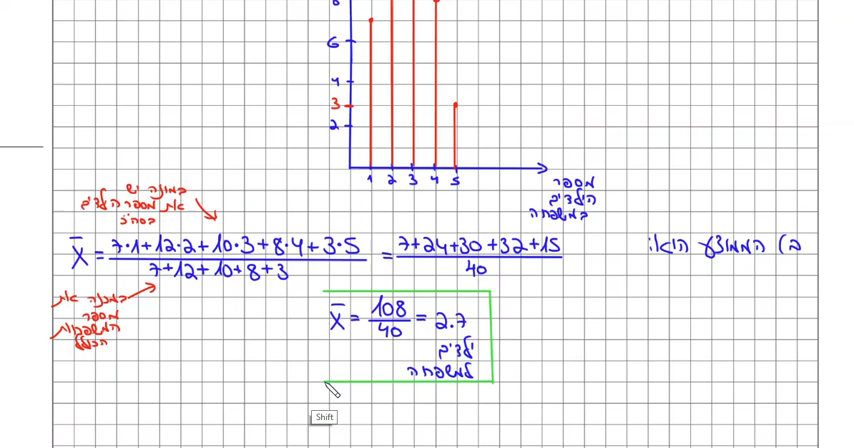 8
6
4
3
2
1 2 3 4 5
מספר
הילדים
במשפחה
במונה יש
את מספר הילדים
בסה"כ
ב) הממוצע הוא:
X̄ = 7·1+12·2+10·3+8·4+3·5 / 7+12+10+8+3 = 7+24+30+32+15 / 40
במכנה את
מספר
המשפחות
הכולל
X̄ = 108 / 40 = 2.7
ילדים
למשפחה
Shift